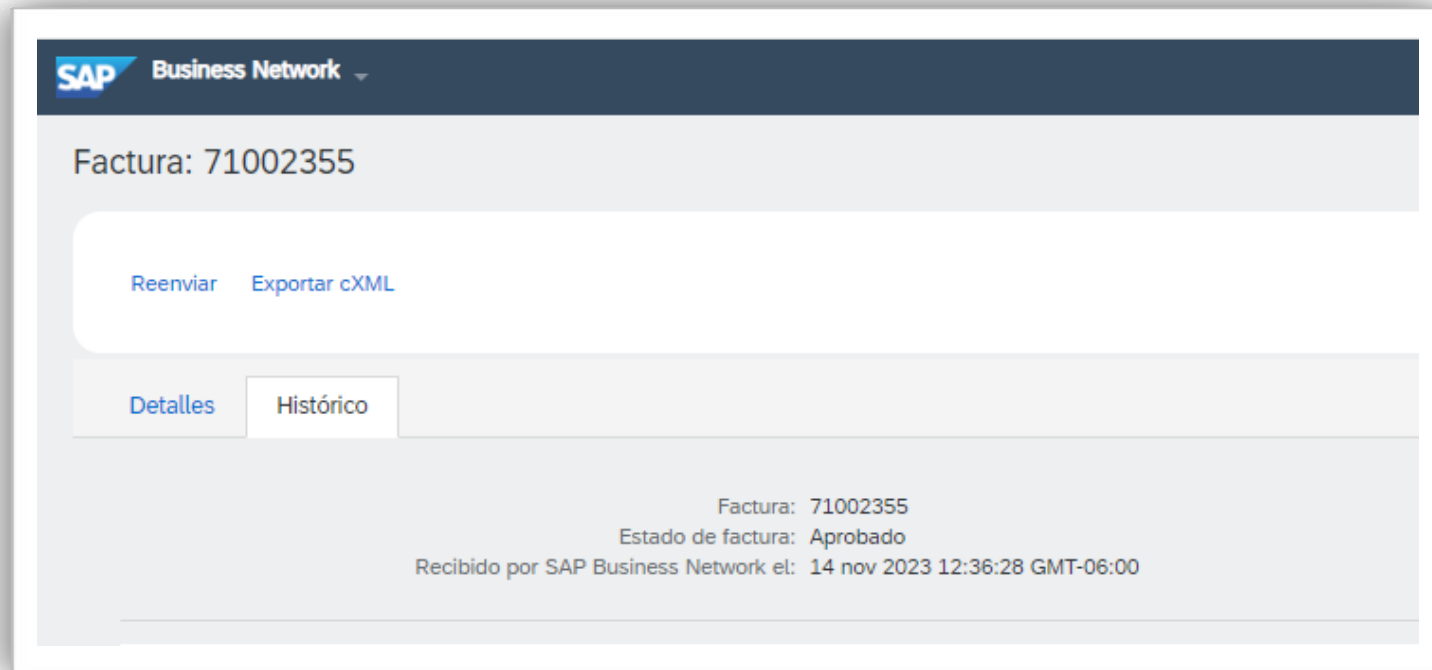 SAP Business Network
Factura: 71002355
Reenviar Exportar cXML
Detalles Histórico
Factura: 71002355
Estado de factura: Aprobado
Recibido por SAP Business Network el: 14 nov 2023 12:36:28 GMT-06:00